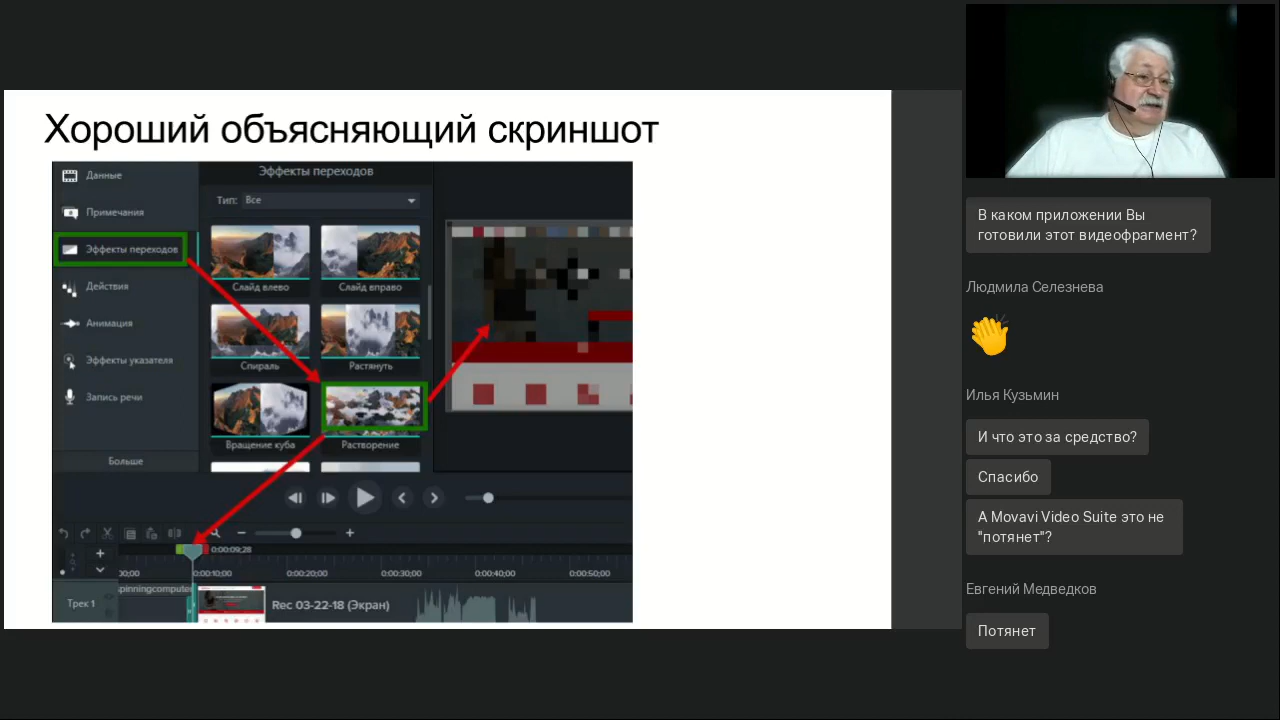 Хороший объясняющий скриншот
Данные
Примечания
Эффекты переходов
Действия
Анимация
Эффекты указателя
Запись речи
Больше
Эффекты переходов
Тип: Все
Слайд влево
Слайд вправо
Спираль
Растянуть
Вращение куба
Растворение
0:00:09;28
00;00
0:00:10;00
0:00:20;00
0:00:30;00
0:00:40;00
0:00:50;00
Трек 1
spinningcomputer
Rec 03-22-18 (Экран)
В каком приложении Вы
готовили этот видеофрагмент?
Людмила Селезнева
Илья Кузьмин
И что это за средство?
Спасибо
А Movavi Video Suite это не
"потянет"?
Евгений Медведков
Потянет